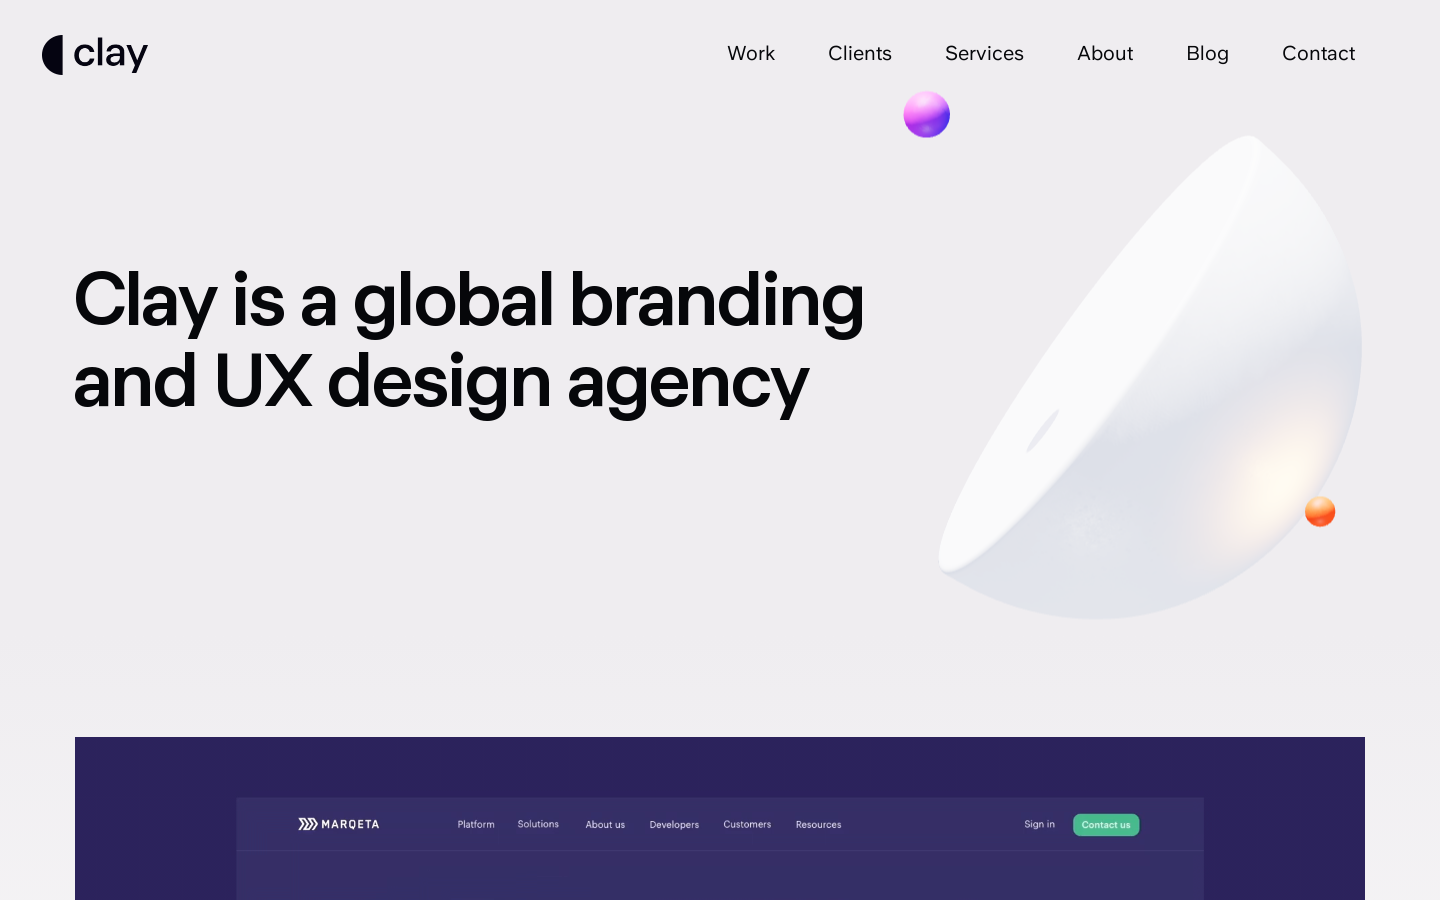 clay
Work Clients Services About Blog Contact
Clay is a global branding
and UX design agency
MARQETA Platform Solutions About us Developers Customers Resources Sign in Contact us